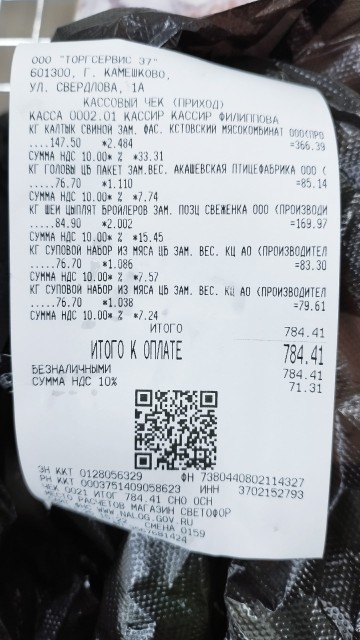 ООО "ТОРГСЕРВИС 37"
601300, Г. КАМЕШКОВО,
УЛ. СВЕРДЛОВА, 1А
КАССОВЫЙ ЧЕК (ПРИХОД)
КАССА 0002.01 КАССИР КАССИР ФИЛИППОВА
КГ КАЛТЫК СВИНОЙ ЗАМ. ФАС. КСТОВСКИЙ МЯСОКОМБИНАТ ООО(ПРО
.....147.50 *2.484 =366.39
СУММА НДС 10.00* % *33.31
КГ ГОЛОВЫ ЦБ ПАКЕТ ЗАМ.ВЕС. АКАШЕВСКАЯ ПТИЦЕФАБРИКА ООО (
.....76.70 *1.110 =85.14
СУММА НДС 10.00* % *7.74
КГ ШЕИ ЦЫПЛЯТ БРОЙЛЕРОВ ЗАМ. ПОЗЦ СВЕЖЕНКА ООО (ПРОИЗВОДИ
.....84.90 *2.002 =169.97
СУММА НДС 10.00* % *15.45
КГ СУПОВОЙ НАБОР ИЗ МЯСА ЦБ ЗАМ. ВЕС. КЦ АО (ПРОИЗВОДИТЕЛ
.....76.70 *1.086 =83.30
СУММА НДС 10.00* % *7.57
КГ СУПОВОЙ НАБОР ИЗ МЯСА ЦБ ЗАМ. ВЕС. КЦ АО (ПРОИЗВОДИТЕЛ
.....76.70 *1.038 =79.61
СУММА НДС 10.00* % *7.24
ИТОГО 784.41
ИТОГО К ОПЛАТЕ 784.41
БЕЗНАЛИЧНЫМИ 784.41
СУММА НДС 10% 71.31
ЗН ККТ 0128056329 ФН 7380440802114327
РН ККТ 0003751409058623 ИНН 3702152793
ЧЕК 0021 ИТОГ 784.41 СНО ОСН
МЕСТО РАСЧЕТОВ МАГАЗИН СВЕТОФОР
WWW.NALOG.GOV.RU
СМЕНА 0159